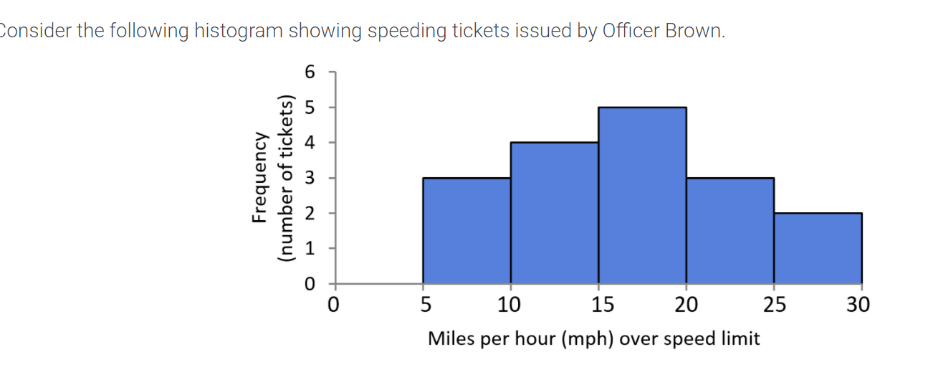 Consider the following histogram showing speeding tickets issued by Officer Brown.
Frequency
(number of tickets)
6
5
4
3
2
1
0
0 5 10 15 20 25 30
Miles per hour (mph) over speed limit